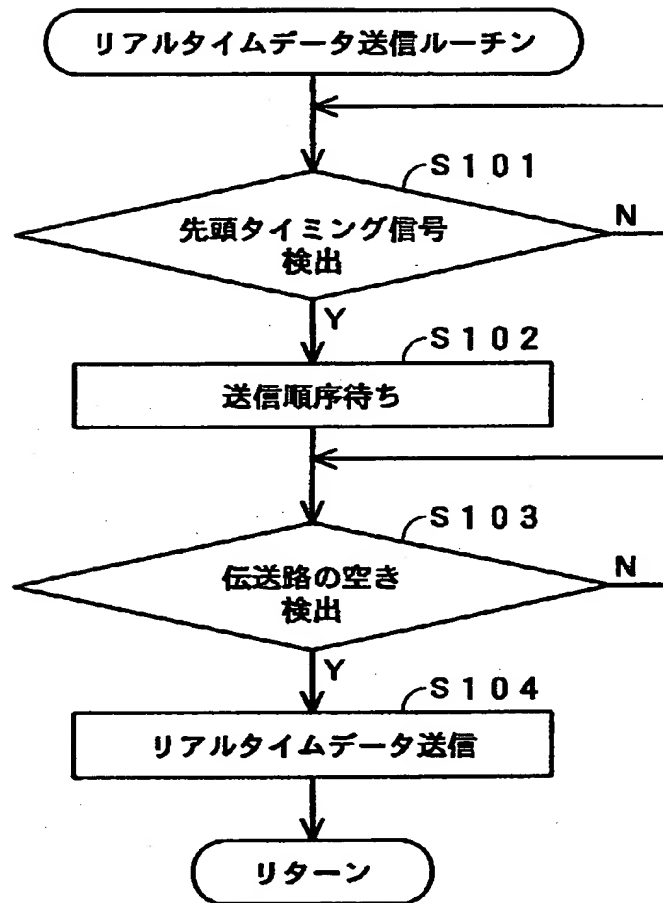 リアルタイムデータ送信ルーチン
S101
先頭タイミング信号
検出
N
Y
S102
送信順序待ち
S103
伝送路の空き
検出
N
Y
S104
リアルタイムデータ送信
リターン